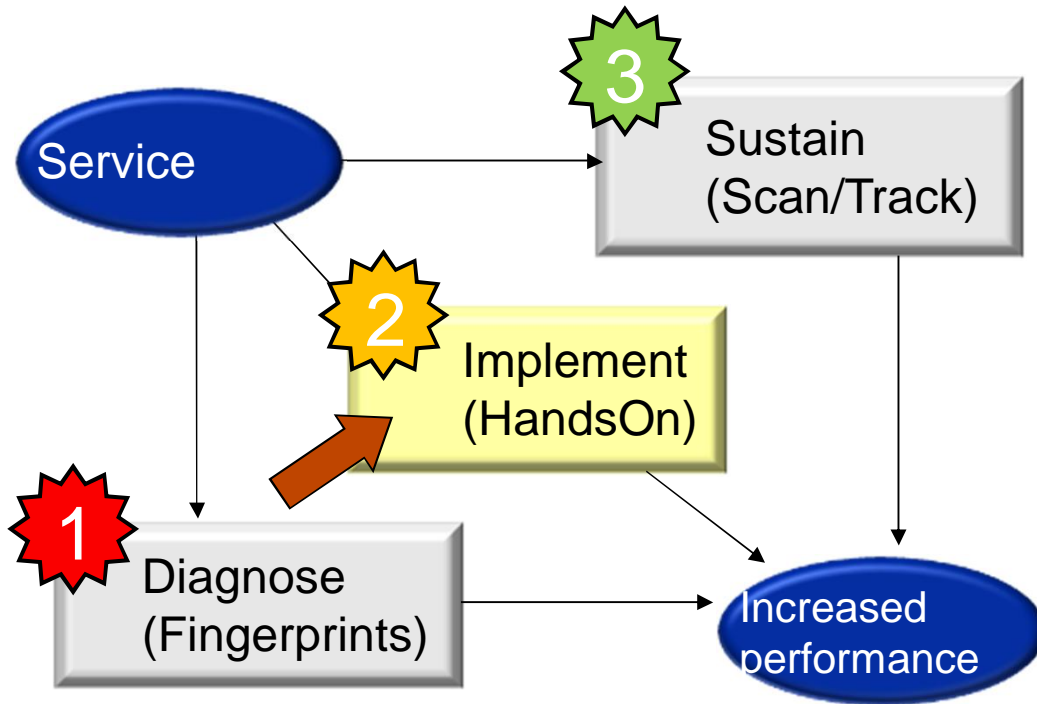 3
Sustain
(Scan/Track)
Service
2
Implement
(HandsOn)
1
Diagnose
(Fingerprints)
Increased
performance